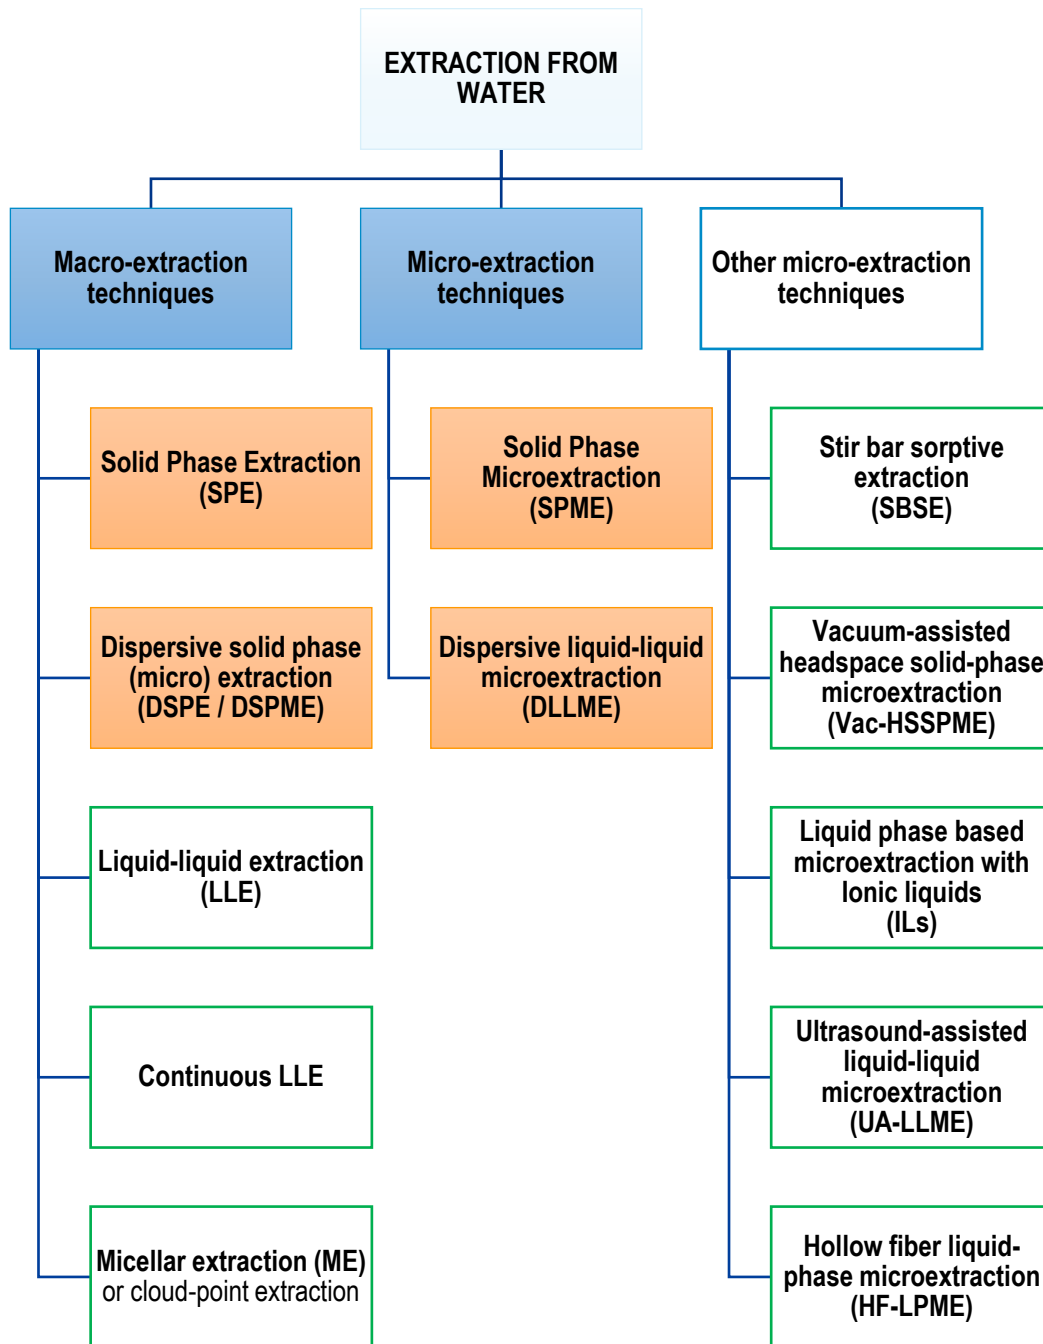 EXTRACTION FROM
WATER
Macro-extraction
techniques
Micro-extraction
techniques
Other micro-extraction
techniques
Solid Phase Extraction
(SPE)
Dispersive solid phase
(micro) extraction
(DSPE / DSPME)
Liquid-liquid extraction
(LLE)
Continuous LLE
Micellar extraction (ME)
or cloud-point extraction
Solid Phase
Microextraction
(SPME)
Dispersive liquid-liquid
microextraction
(DLLME)
Stir bar sorptive
extraction
(SBSE)
Vacuum-assisted
headspace solid-phase
microextraction
(Vac-HSSPME)
Liquid phase based
microextraction with
Ionic liquids
(ILs)
Ultrasound-assisted
liquid-liquid
microextraction
(UA-LLME)
Hollow fiber liquid-
phase microextraction
(HF-LPME)